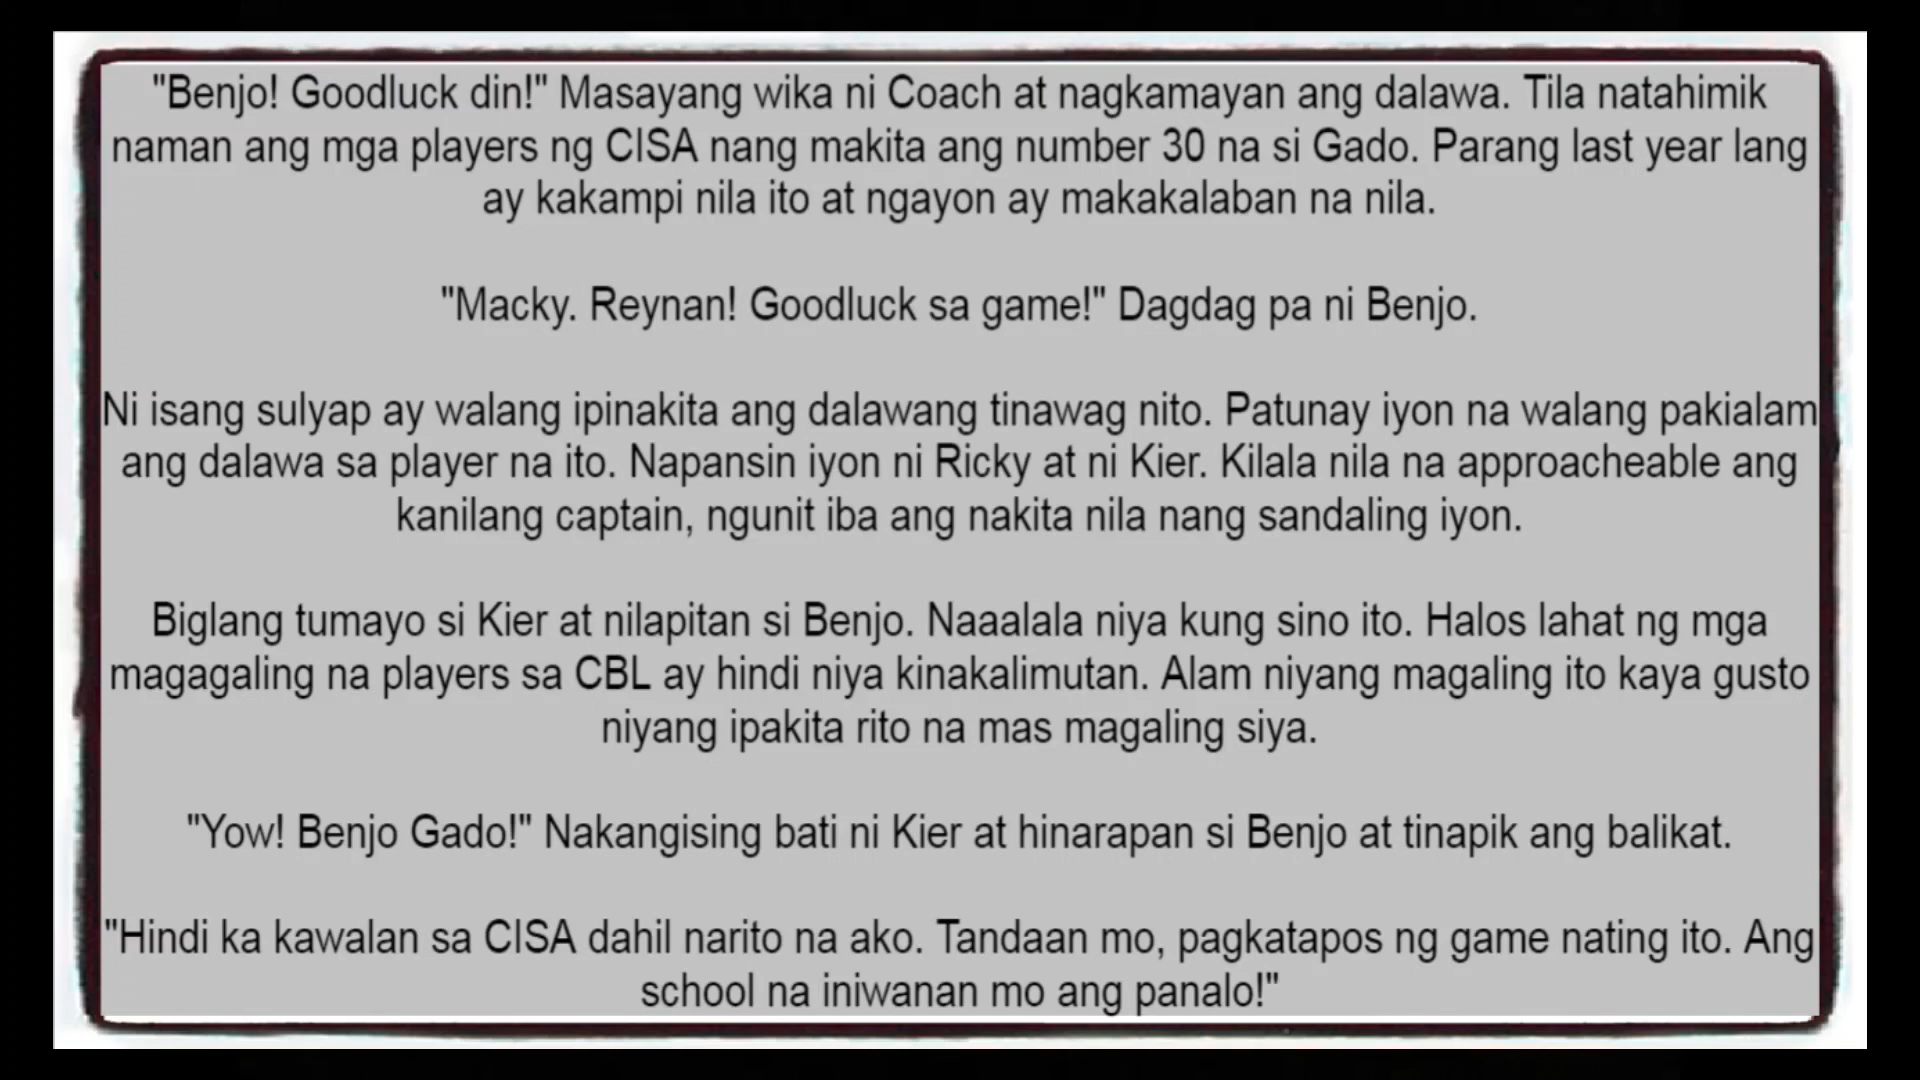 "Benjo! Goodluck din!" Masayang wika ni Coach at nagkamayan ang dalawa. Tila natahimik
naman ang mga players ng CISA nang makita ang number 30 na si Gado. Parang last year lang
ay kakampi nila ito at ngayon ay makakalaban na nila.
"Macky. Reynan! Goodluck sa game!" Dagdag pa ni Benjo.
Ni isang sulyap ay walang ipinakita ang dalawang tinawag nito. Patunay iyon na walang pakialam
ang dalawa sa player na ito. Napansin iyon ni Ricky at ni Kier. Kilala nila na approacheable ang
kanilang captain, ngunit iba ang nakita nila nang sandaling iyon.
Biglang tumayo si Kier at nilapitan si Benjo. Naaalala niya kung sino ito. Halos lahat ng mga
magagaling na players sa CBL ay hindi niya kinakalimutan. Alam niyang magaling ito kaya gusto
niyang ipakita rito na mas magaling siya.
"Yow! Benjo Gado!" Nakangising bati ni Kier at hinarapan si Benjo at tinapik ang balikat.
"Hindi ka kawalan sa CISA dahil narito na ako. Tandaan mo, pagkatapos ng game nating ito. Ang
school na iniwanan mo ang panalo!"